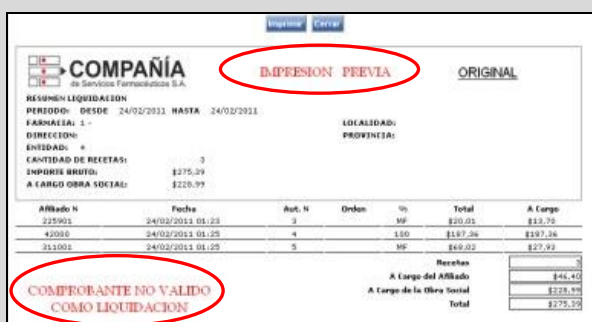 Imprimir Cerrar
COMPAÑÍA
de Servicios Farmacéuticos S.A.
IMPRESION PREVIA
ORIGINAL
RESUMEN LIQUIDACION
PERIODO: DESDE 24/02/2011 HASTA 24/02/2011
FARMACIA: 1 - LOCALIDAD:
DIRECCION: PROVINCIA:
ENTIDAD: +
CANTIDAD DE RECETAS: 3
IMPORTE BRUTO: $275,39
A CARGO OBRA SOCIAL: $228,99
Afiliado N Fecha Aut. N Orden % Total A Cargo
225901 24/02/2011 01:23 3 MF $20,01 $13,70
42000 24/02/2011 01:25 4 100 $187,36 $187,36
311001 24/02/2011 01:25 5 MF $68,02 $27,93
Recetas 3
A Cargo del Afiliado $46,40
A Cargo de la Obra Social $228,99
Total $275,39
COMPROBANTE NO VALIDO
COMO LIQUIDACION